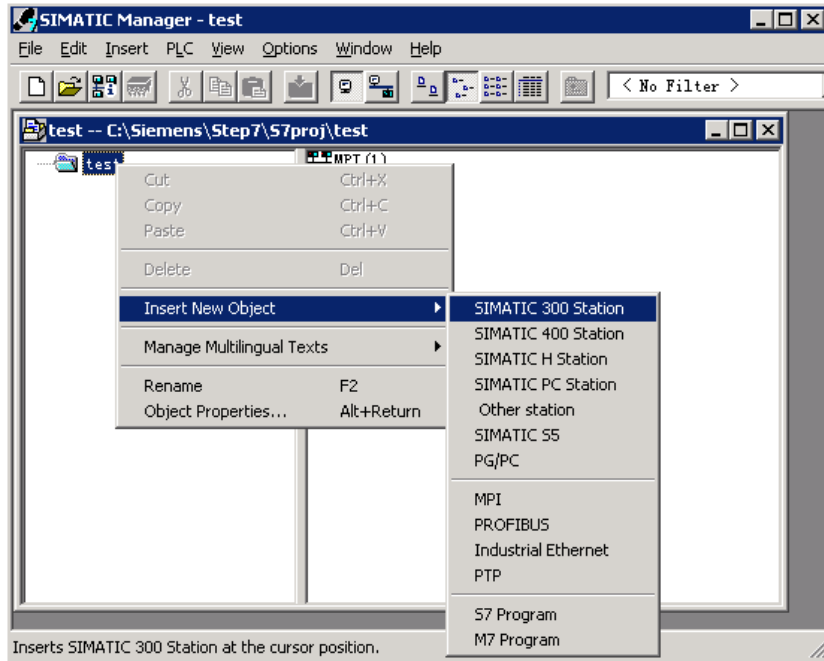 SIMATIC Manager - test
File Edit Insert PLC View Options Window Help
< No Filter >
test -- C:\Siemens\Step7\S7proj\test
test
MPI (1)
Cut Ctrl+X
Copy Ctrl+C
Paste Ctrl+V
Delete Del
Insert New Object
Manage Multilingual Texts
Rename F2
Object Properties... Alt+Return
SIMATIC 300 Station
SIMATIC 400 Station
SIMATIC H Station
SIMATIC PC Station
Other station
SIMATIC S5
PG/PC
MPI
PROFIBUS
Industrial Ethernet
PTP
S7 Program
M7 Program
Inserts SIMATIC 300 Station at the cursor position.